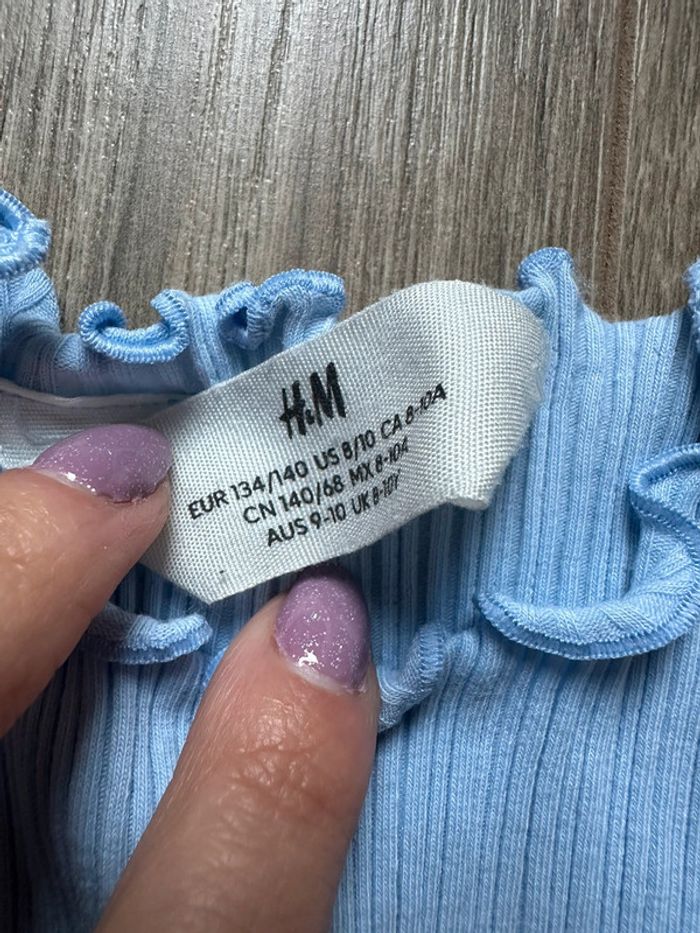 H&M
EUR 134/140 US 8/10 CA 8-10A
CN 140/68 MX 8-10A
AUS 9-10 UK 8-10Y